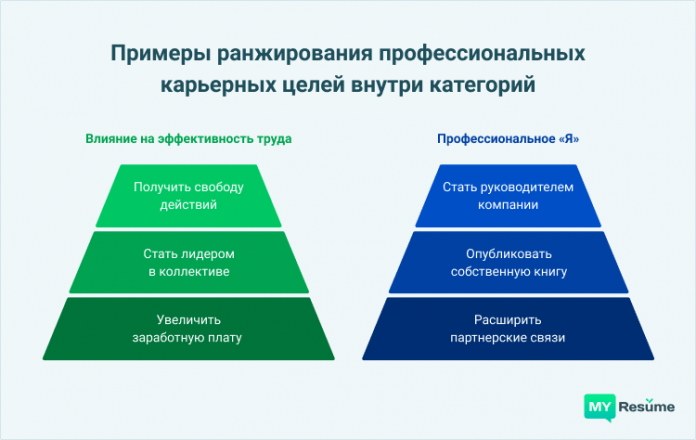 Примеры ранжирования профессиональных
карьерных целей внутри категорий
Влияние на эффективность труда
Получить свободу
действий
Стать лидером
в коллективе
Увеличить
заработную плату
Профессиональное «Я»
Стать руководителем
компании
Опубликовать
собственную книгу
Расширить
партнерские связи
MY Resume